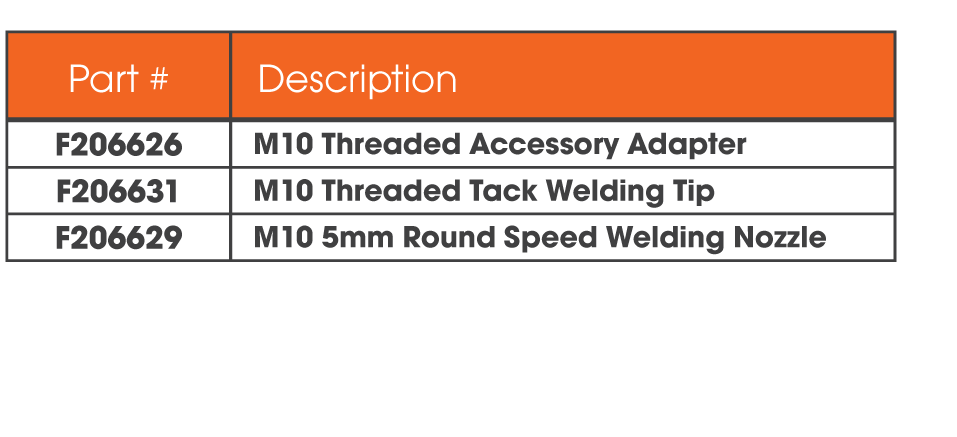 Part # Description
F206626 M10 Threaded Accessory Adapter
F206631 M10 Threaded Tack Welding Tip
F206629 M10 5mm Round Speed Welding Nozzle